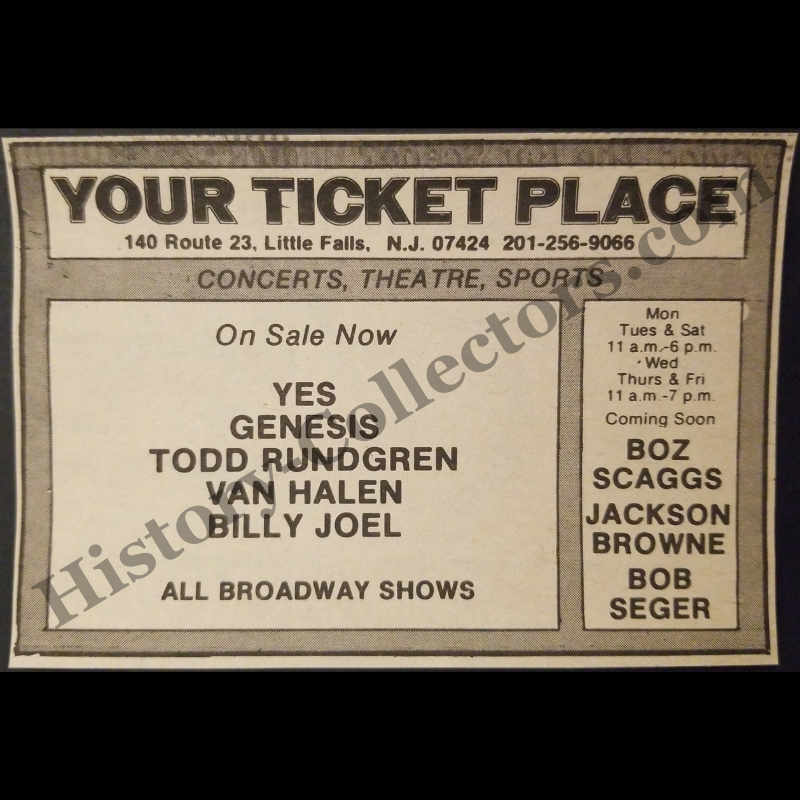 YOUR TICKET PLACE
140 Route 23, Little Falls, N.J. 07424 201-256-9066
CONCERTS, THEATRE, SPORTS
On Sale Now
YES
GENESIS
TODD RUNDGREN
VAN HALEN
BILLY JOEL
ALL BROADWAY SHOWS
Mon
Tues & Sat
11 a.m.-6 p.m.
Wed
Thurs & Fri
11 a.m.-7 p.m.
Coming Soon
BOZ
SCAGGS
JACKSON
BROWNE
BOB
SEGER
History-Collectors.com